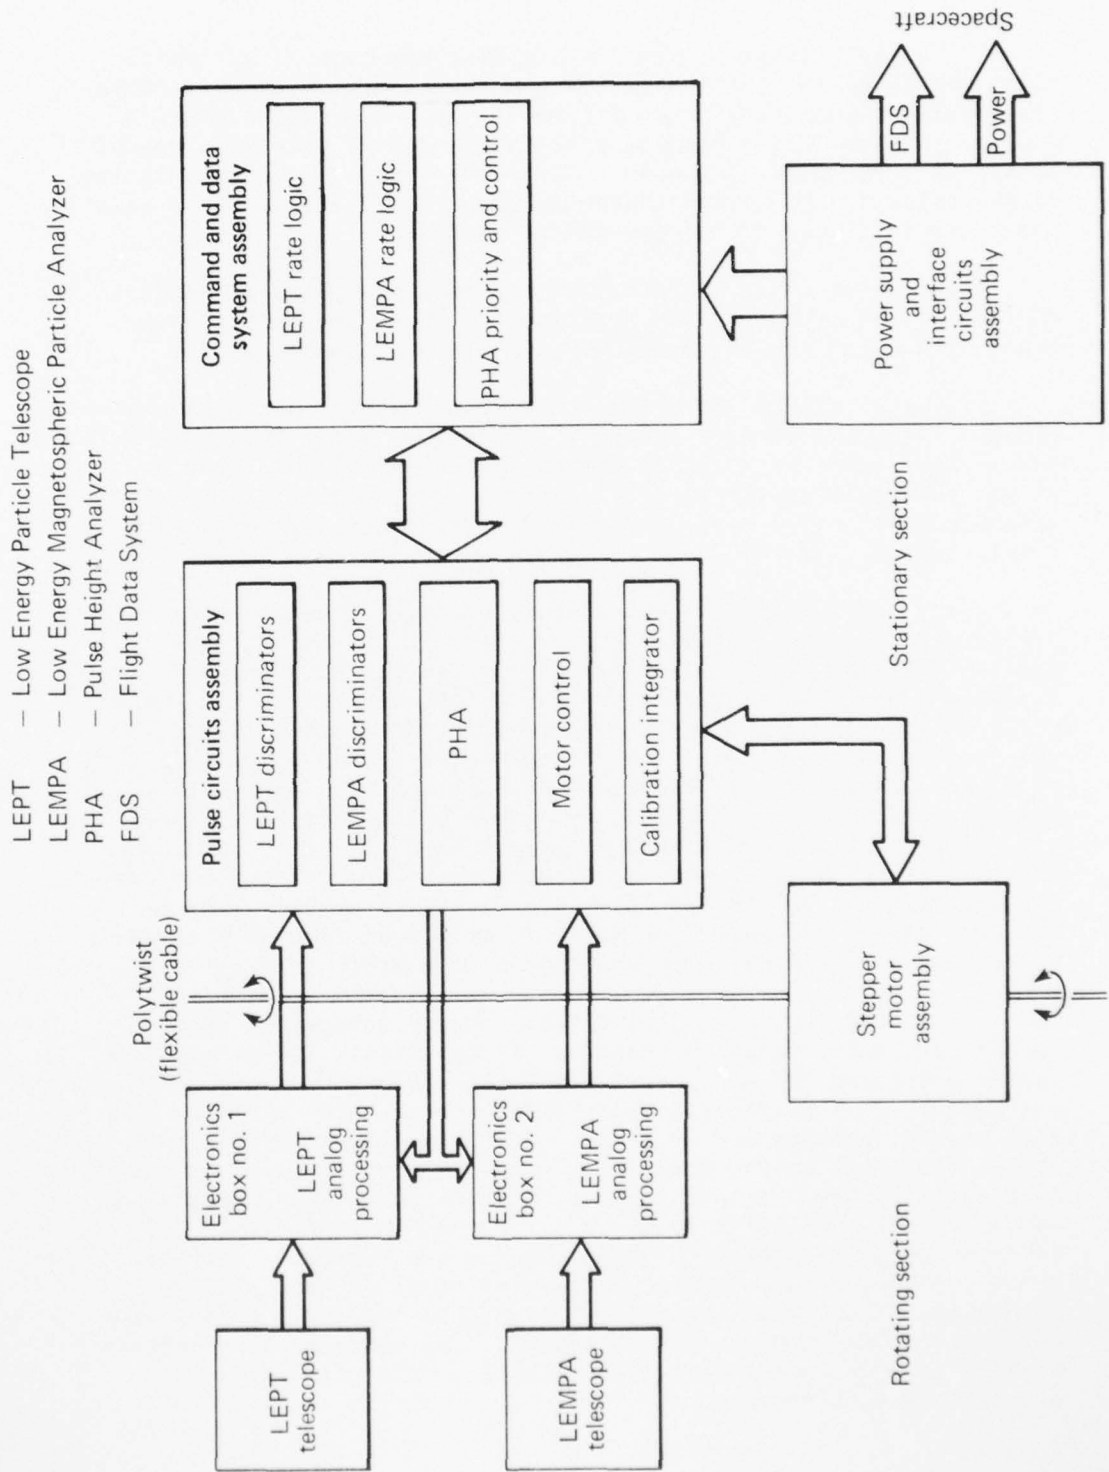 LEPT — Low Energy Particle Telescope
LEMPA — Low Energy Magnetospheric Particle Analyzer
PHA — Pulse Height Analyzer
FDS — Flight Data System
Polytwist
(flexible cable)
LEPT
telescope
LEMPA
telescope
Electronics
box no. 1
LEPT
analog
processing
Electronics
box no. 2
LEMPA
analog
processing
Pulse circuits assembly
LEPT discriminators
LEMPA discriminators
PHA
Motor control
Calibration integrator
Command and data
system assembly
LEPT rate logic
LEMPA rate logic
PHA priority and control
Stepper
motor
assembly
Power supply
and
interface
circuits
assembly
FDS
Power
Spacecraft
Rotating section
Stationary section